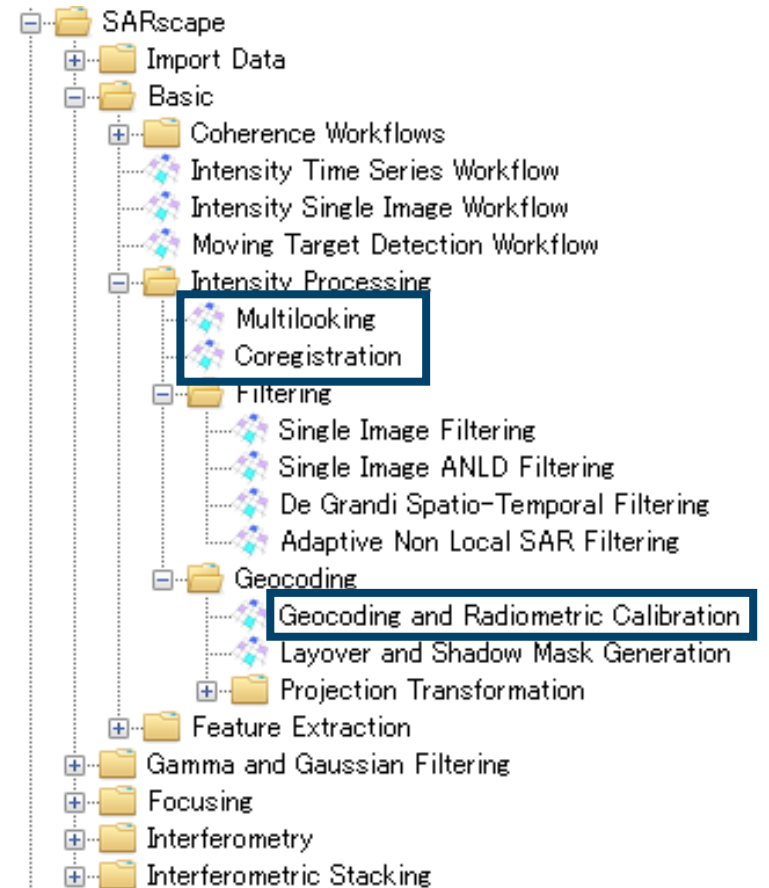 SARscape
Import Data
Basic
Coherence Workflows
Intensity Time Series Workflow
Intensity Single Image Workflow
Moving Target Detection Workflow
Intensity Processing
Multilooking
Coregistration
Filtering
Single Image Filtering
Single Image ANLD Filtering
De Grandi Spatio-Temporal Filtering
Adaptive Non Local SAR Filtering
Geocoding
Geocoding and Radiometric Calibration
Layover and Shadow Mask Generation
Projection Transformation
Feature Extraction
Gamma and Gaussian Filtering
Focusing
Interferometry
Interferometric Stacking